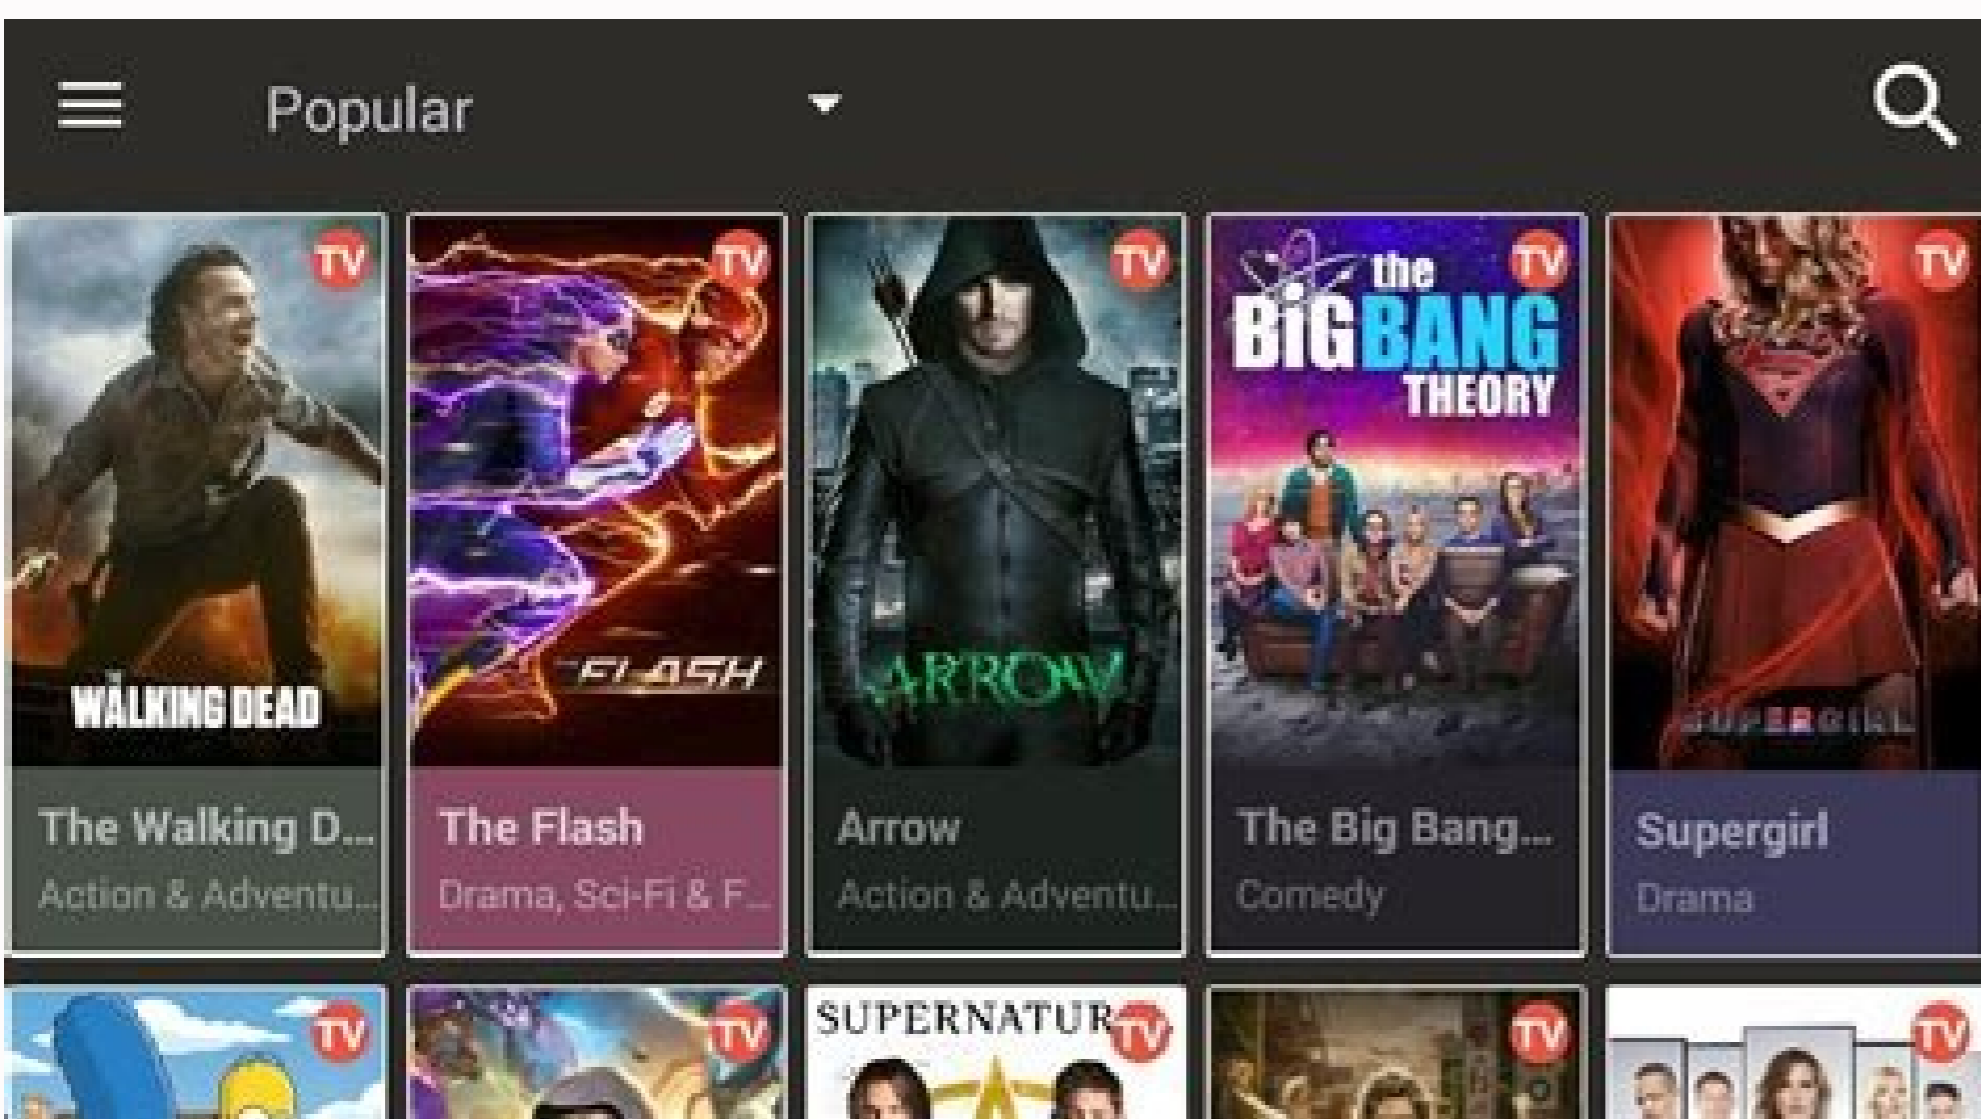 Popular
TV
TV
TV
TV
TV
THE
WALKING DEAD
FLASH
ARROW
the
BiG BANG
THEORY
SUPERGIRL
The Walking D...
Action & Adventu...
The Flash
Drama, Sci-Fi & F...
Arrow
Action & Adventu...
The Big Bang...
Comedy
Supergirl
Drama
TV
TV
SUPERNATUR
TV
TV
TV